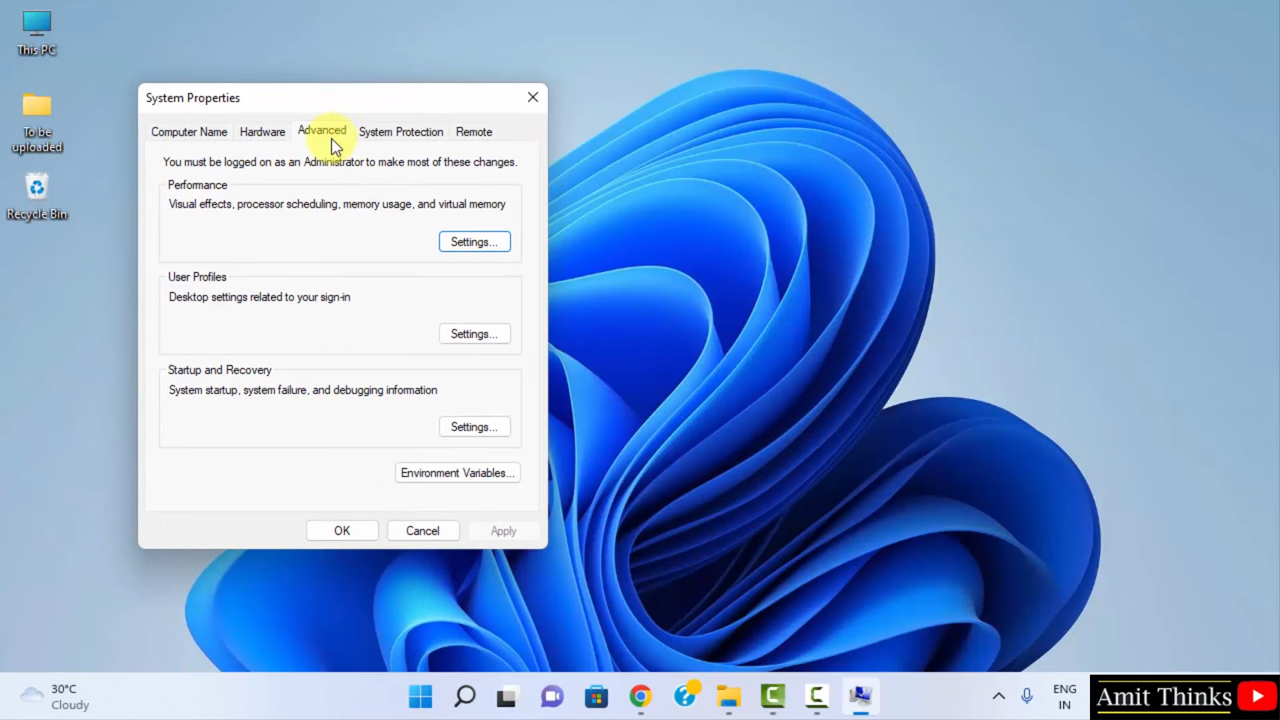 This PC
To be
uploaded
Recycle Bin
System Properties
Computer Name Hardware Advanced System Protection Remote
You must be logged on as an Administrator to make most of these changes.
Performance
Visual effects, processor scheduling, memory usage, and virtual memory
Settings...
User Profiles
Desktop settings related to your sign-in
Settings...
Startup and Recovery
System startup, system failure, and debugging information
Settings...
Environment Variables...
OK Cancel Apply
30°C
Cloudy
ENG
IN
Amit Thinks